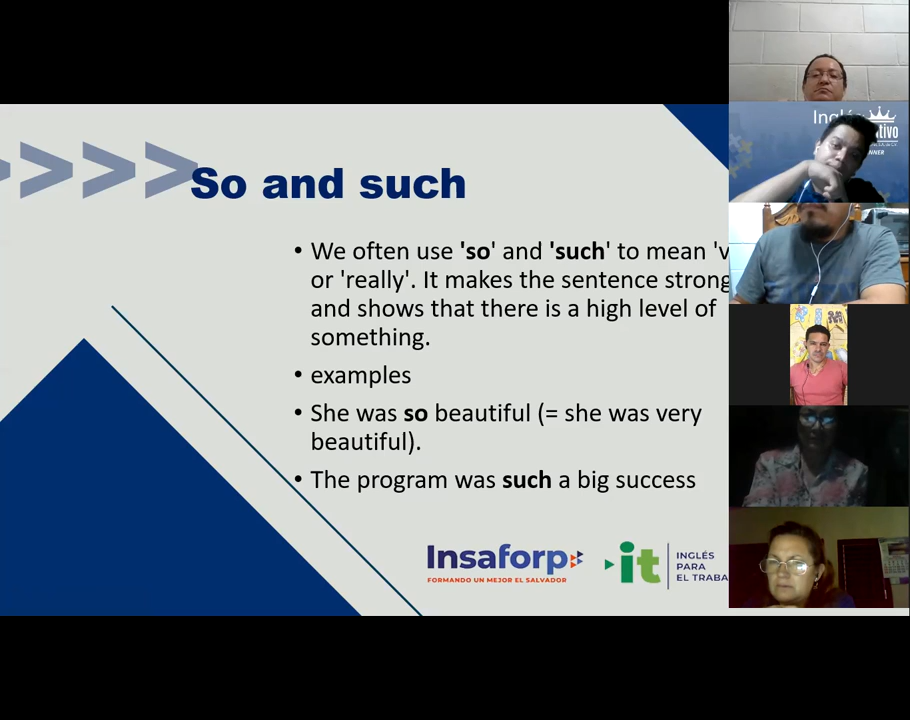 >>>>
So and such
• We often use 'so' and 'such' to mean
or 'really'. It makes the sentence
and shows that there is a high level of
something.
• examples
• She was so beautiful (= she was very
beautiful).
• The program was such a big success
Insaforp
FORMANDO UN MEJOR EL SALVADOR
it
INGLÉS
PARA
EL